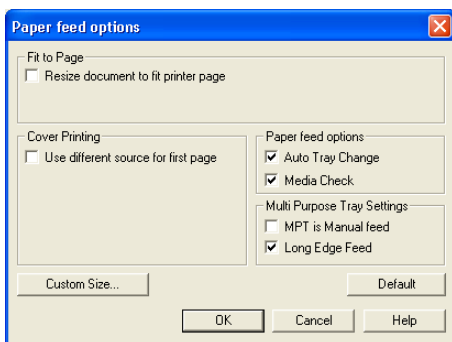 Paper feed options
Fit to Page
Resize document to fit printer page
Cover Printing
Use different source for first page
Paper feed options
Auto Tray Change
Media Check
Multi Purpose Tray Settings
MPT is Manual feed
Long Edge Feed
Custom Size...
Default
OK
Cancel
Help